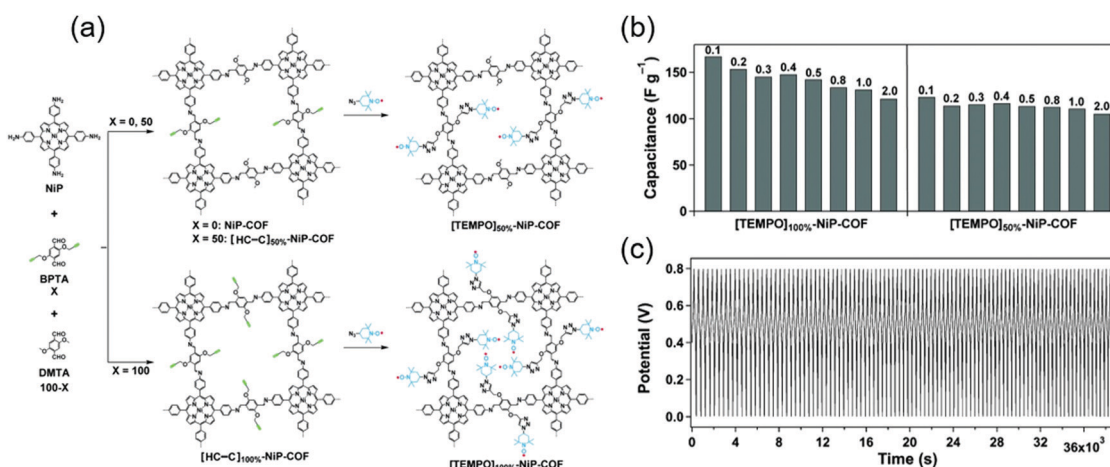 (a)
NH₂
H₂N
NH₂
NH₂
NiP
+
BPTA
X
+
DMTA
100-X
X = 0, 50
X = 100
X = 0: NiP-COF
X = 50: [HC≡C]50%-NiP-COF
[TEMPO]50%-NiP-COF
[HC≡C]100%-NiP-COF
[TEMPO]100%-NiP-COF
(b)
Capacitance (F g⁻¹)
150
100
50
0
0.1 0.2 0.3 0.4 0.5 0.8 1.0 2.0
0.1 0.2 0.3 0.4 0.5 0.8 1.0 2.0
[TEMPO]100%-NiP-COF
[TEMPO]50%-NiP-COF
(c)
Potential (V)
0.8
0.6
0.4
0.2
0.0
0 4 8 12 16 20 24 28 32 36x10³
Time (s)